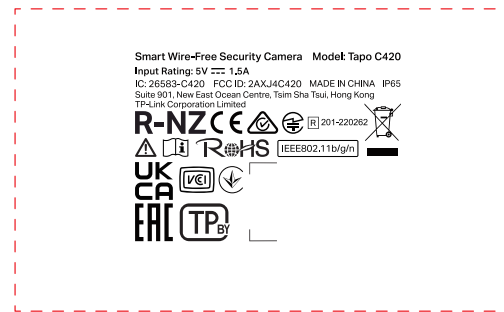 Smart Wire-Free Security Camera Model: Tapo C420
Input Rating: 5V ⎓ 1.5A
IC: 26583-C420 FCC ID: 2AXJ4C420 MADE IN CHINA IP65
Suite 901, New East Ocean Centre, Tsim Sha Tsui, Hong Kong
TP-Link Corporation Limited
R-NZ CE R 201-220262
RoHS IEEE802.11b/g/n
UK
CA VCCI
EAC TP BY